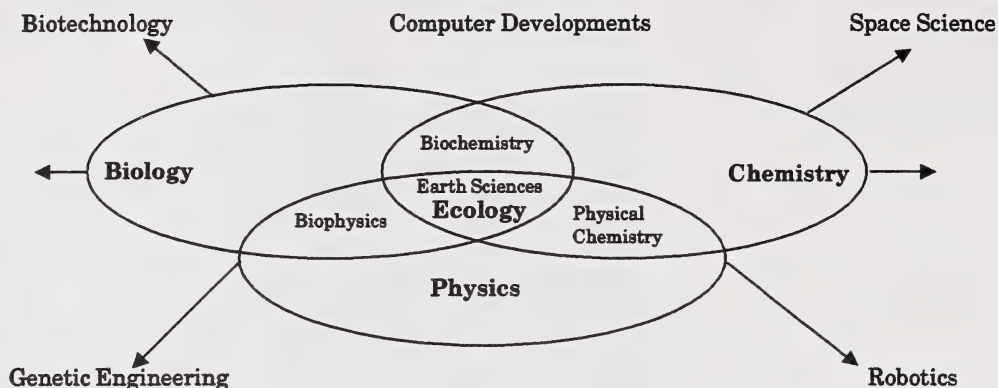 Biotechnology
Computer Developments
Space Science
Biochemistry
Biology
Chemistry
Earth Sciences
Ecology
Biophysics
Physical
Chemistry
Physics
Genetic Engineering
Robotics